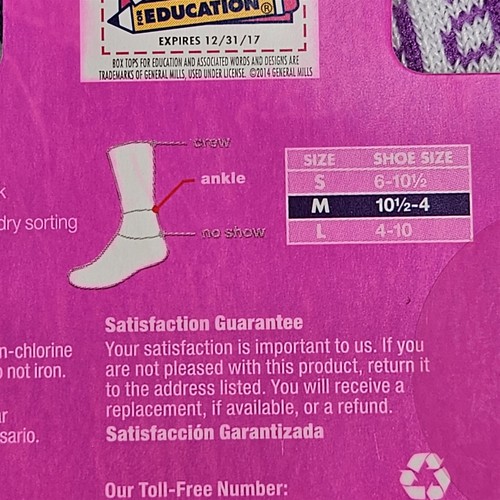 FOR EDUCATION®
EXPIRES 12/31/17
BOX TOPS FOR EDUCATION AND ASSOCIATED WORDS AND DESIGNS ARE
TRADEMARKS OF GENERAL MILLS, USED UNDER LICENSE. ©2014 GENERAL MILLS
crew
ankle
no show
SIZE SHOE SIZE
S 6-10½
M 10½-4
L 4-10
k
dry sorting
n-chlorine
o not iron.
ar
sario.
Satisfaction Guarantee
Your satisfaction is important to us. If you
are not pleased with this product, return it
to the address listed. You will receive a
replacement, if available, or a refund.
Satisfacción Garantizada
Our Toll-Free Number: